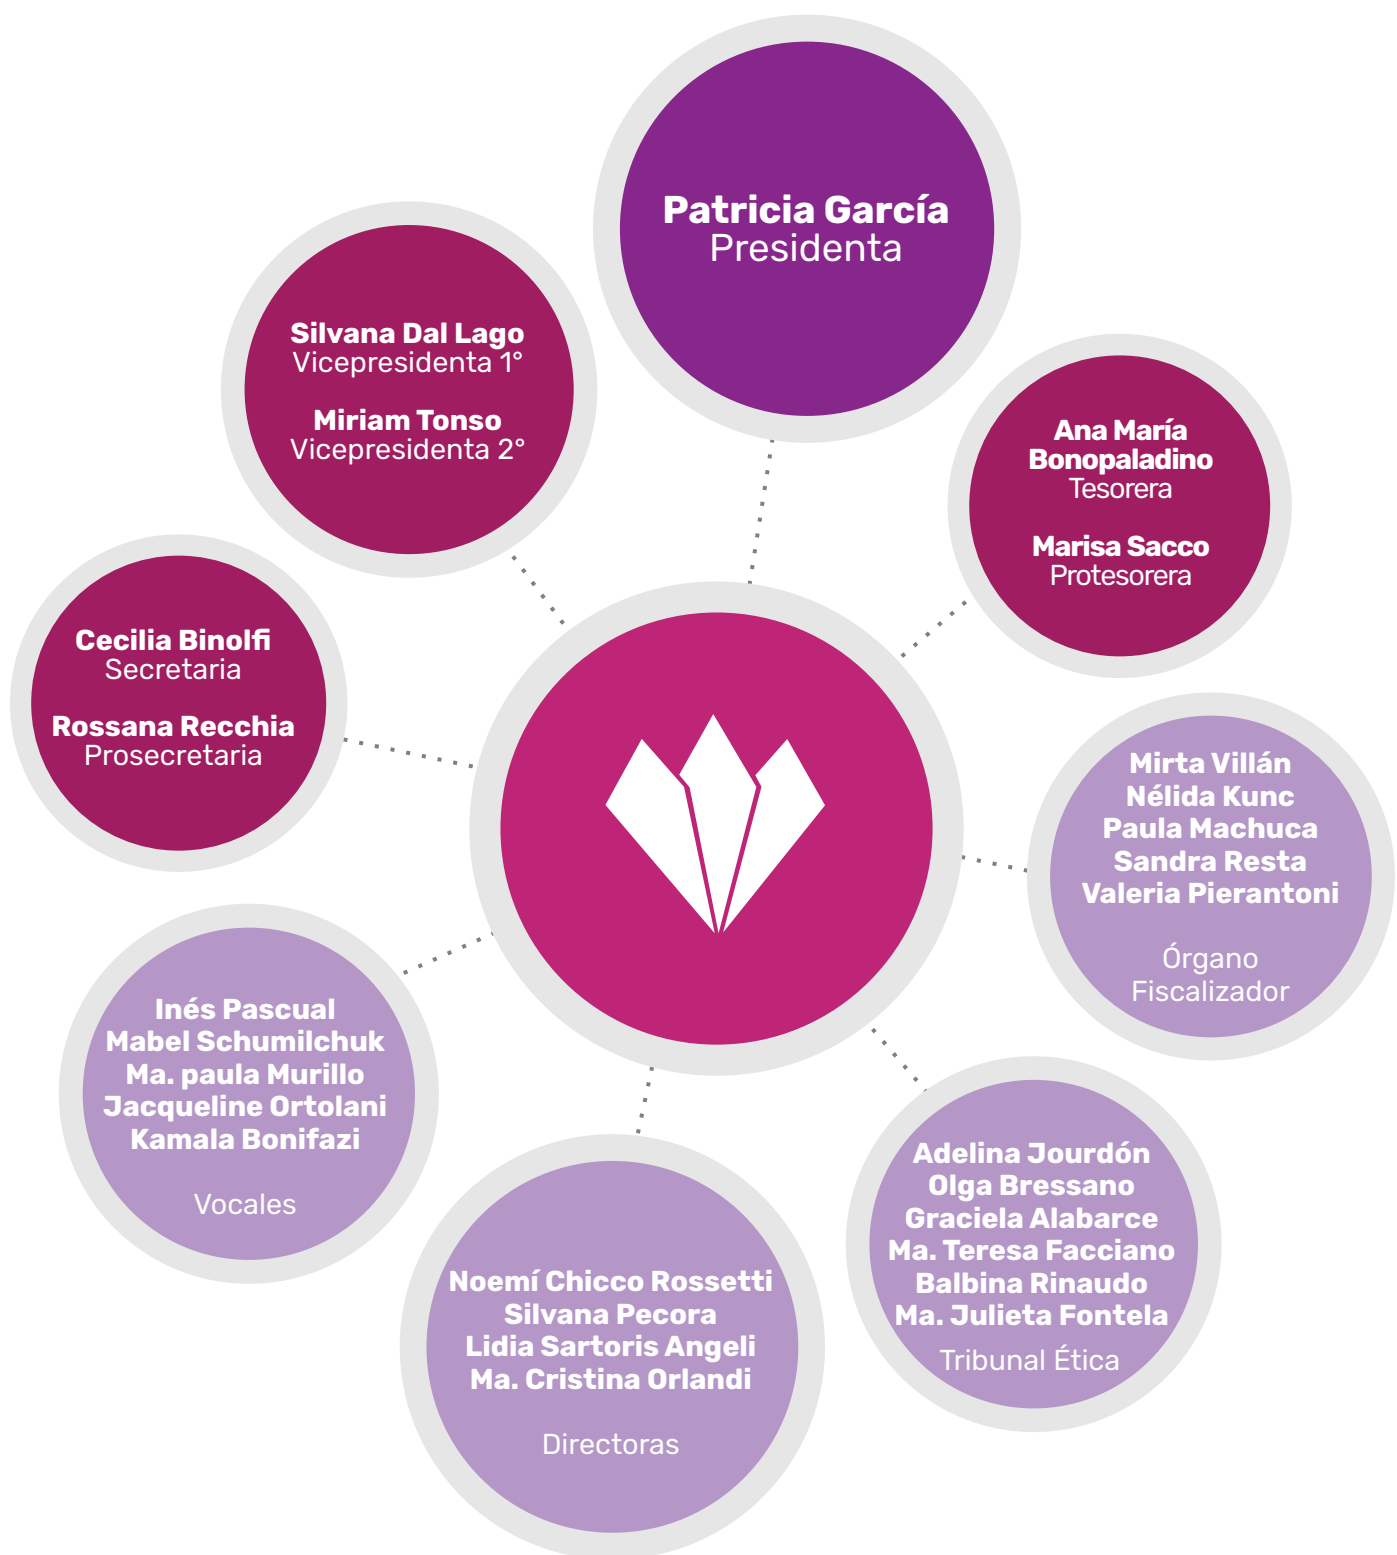 Patricia García
Presidenta
Silvana Dal Lago
Vicepresidenta 1°
Miriam Tonso
Vicepresidenta 2°
Ana María
Bonopaladino
Tesorera
Marisa Sacco
Protesorera
Cecilia Binolfi
Secretaria
Rossana Recchia
Prosecretaria
Mirta Villán
Nélida Kunc
Paula Machuca
Sandra Resta
Valeria Pierantoni
Órgano
Fiscalizador
Inés Pascual
Mabel Schumilchuk
Ma. paula Murillo
Jacqueline Ortolani
Kamala Bonifazi
Vocales
Adelina Jourdón
Olga Bressano
Graciela Alabarce
Ma. Teresa Facciano
Balbina Rinaudo
Ma. Julieta Fontela
Tribunal Ética
Noemí Chicco Rossetti
Silvana Pecora
Lidia Sartoris Angeli
Ma. Cristina Orlandi
Directoras